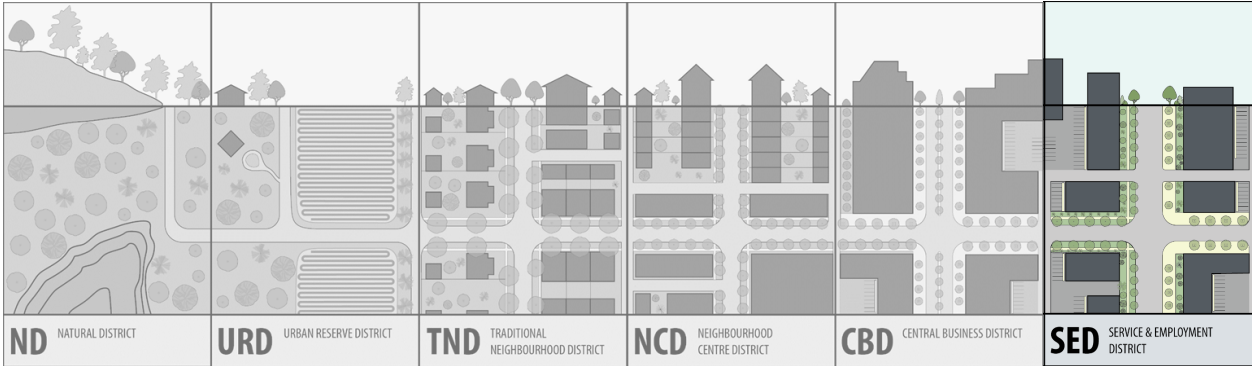 ND NATURAL DISTRICT
URD URBAN RESERVE DISTRICT
TND TRADITIONAL
NEIGHBOURHOOD DISTRICT
NCD NEIGHBOURHOOD
CENTRE DISTRICT
CBD CENTRAL BUSINESS DISTRICT
SED SERVICE & EMPLOYMENT
DISTRICT